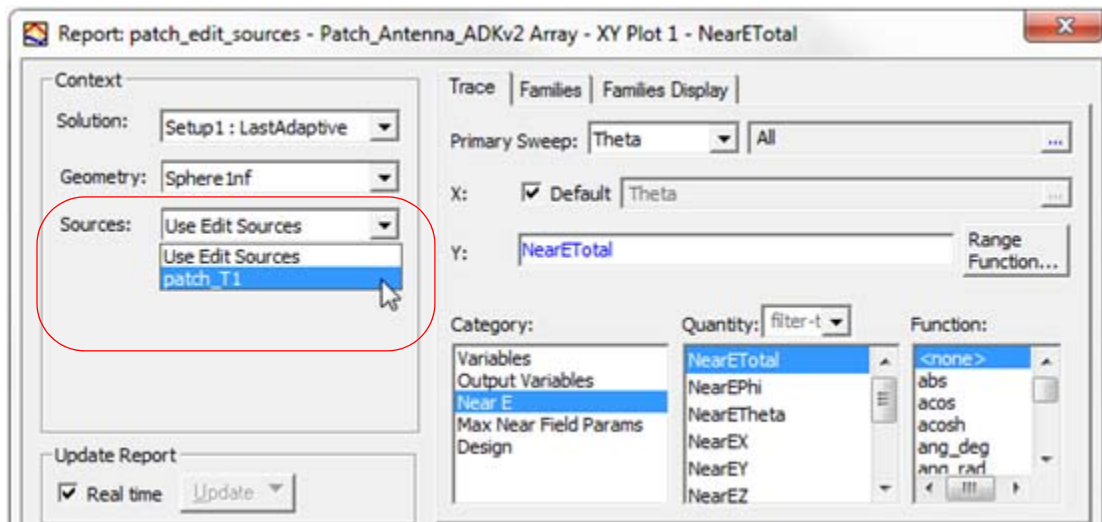 Report: patch_edit_sources - Patch_Antenna_ADKv2 Array - XY Plot 1 - NearETotal
Context
Solution: Setup1 : LastAdaptive
Geometry: Sphere1nf
Sources: Use Edit Sources
Use Edit Sources
patch_T1
Update Report
Real time Update
Trace Families Families Display
Primary Sweep: Theta All ...
X: Default Theta ...
Y: NearETotal Range Function...
Category:
Variables
Output Variables
Near E
Max Near Field Params
Design
Quantity: filter-t
NearETotal
NearEPhi
NearETheta
NearEX
NearEY
NearEZ
Function:
<none>
abs
acos
acosh
ang_deg
ang_rad